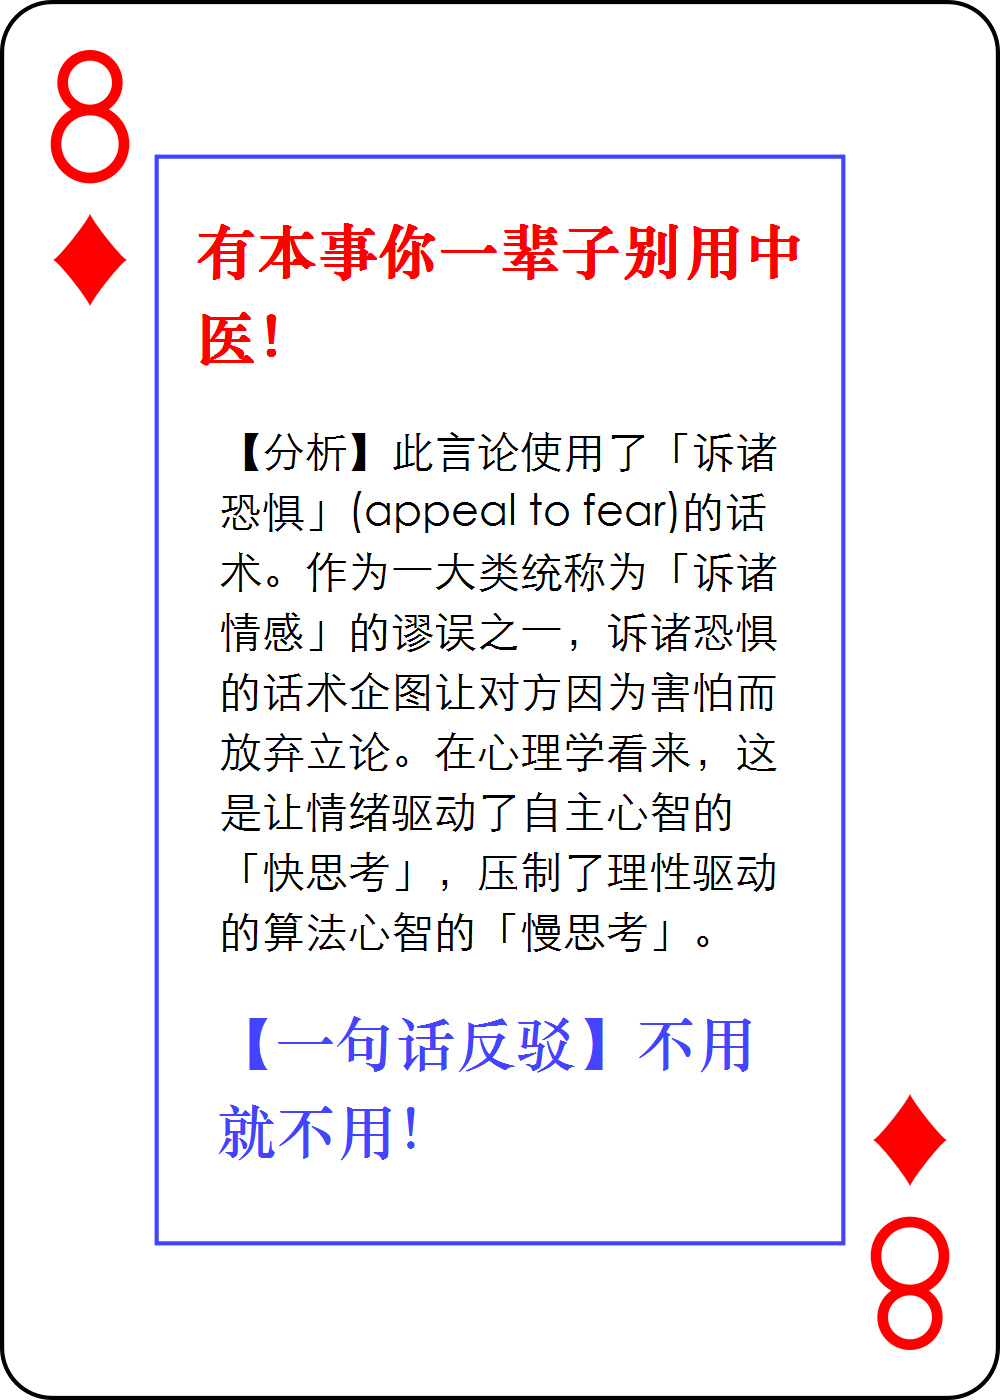 8
有本事你一辈子别用中
医！
【分析】此言论使用了「诉诸
恐惧」(appeal to fear)的话
术。作为一大类统称为「诉诸
情感」的谬误之一，诉诸恐惧
的话术企图让对方因为害怕而
放弃立论。在心理学看来，这
是让情绪驱动了自主心智的
「快思考」，压制了理性驱动
的算法心智的「慢思考」。
【一句话反驳】不用
就不用！
8